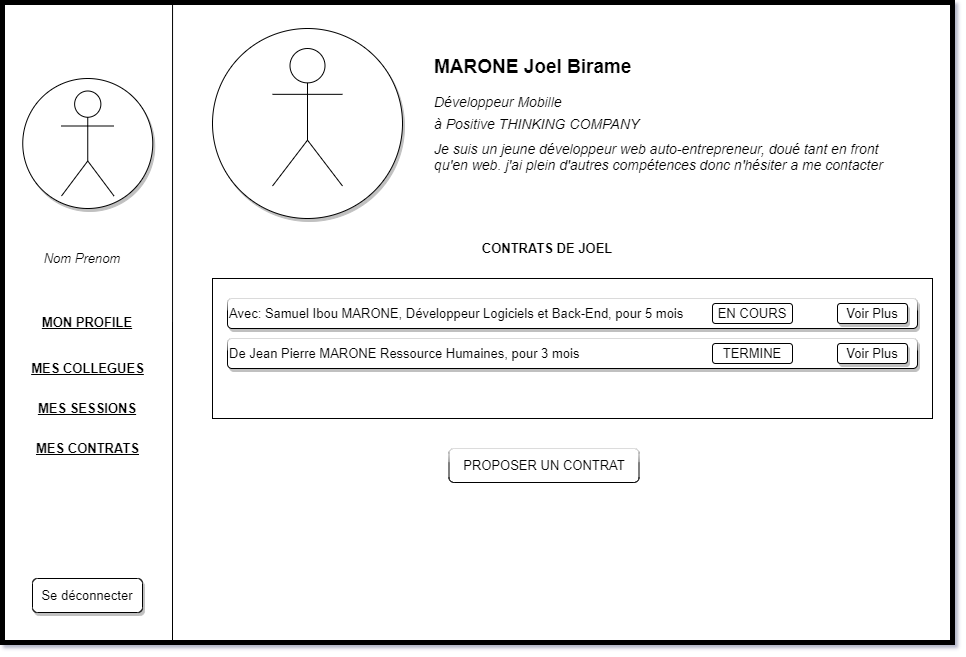 MARONE Joel Birame
Développeur Mobille
à Positive THINKING COMPANY
Je suis un jeune développeur web auto-entrepreneur, doué tant en front
qu'en web. j'ai plein d'autres compétences donc n'hésiter a me contacter
Nom Prenom
MON PROFILE
MES COLLEGUES
MES SESSIONS
MES CONTRATS
Se déconnecter
CONTRATS DE JOEL
Avec: Samuel Ibou MARONE, Développeur Logiciels et Back-End, pour 5 mois EN COURS Voir Plus
De Jean Pierre MARONE Ressource Humaines, pour 3 mois TERMINE Voir Plus
PROPOSER UN CONTRAT